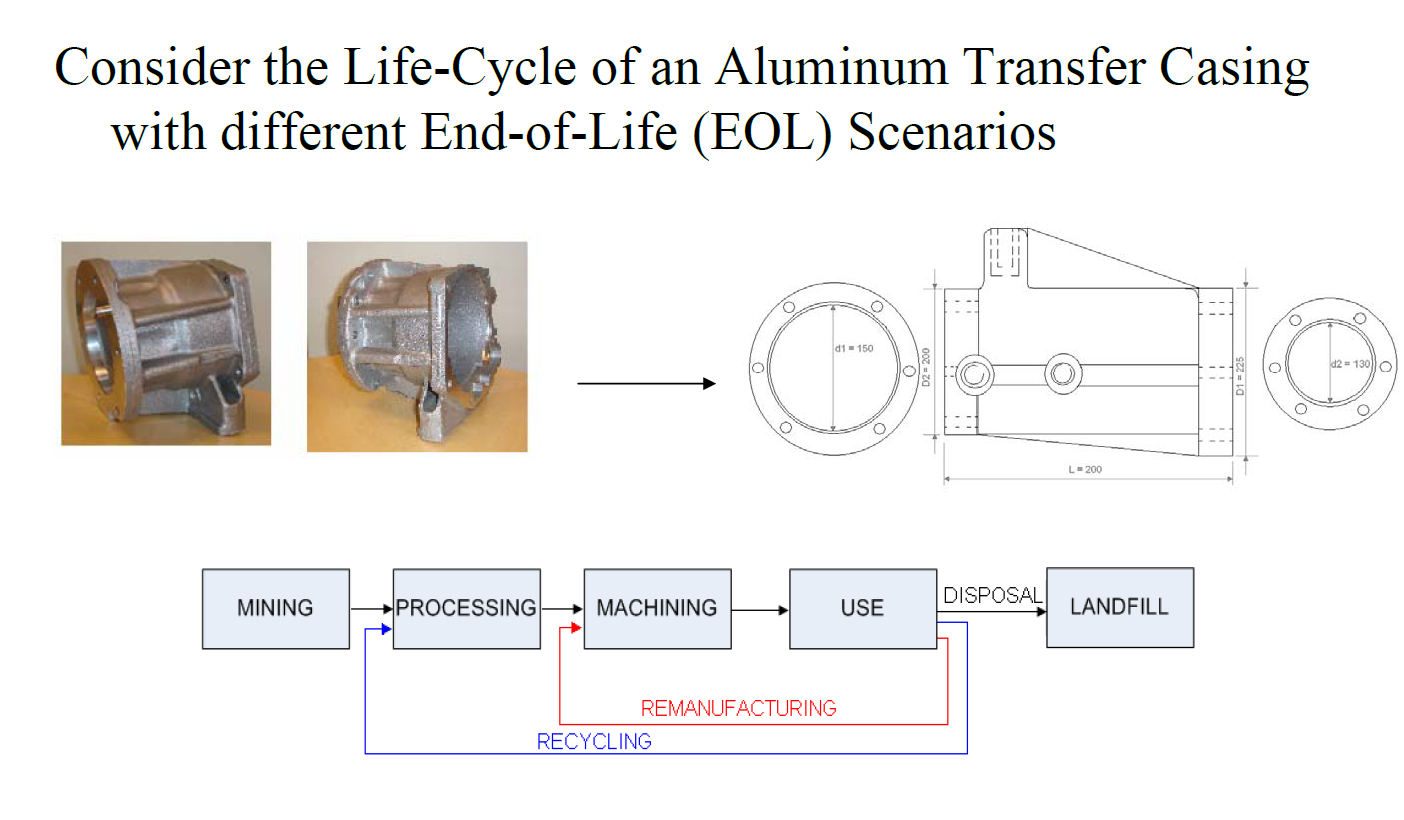 Consider the Life-Cycle of an Aluminum Transfer Casing
with different End-of-Life (EOL) Scenarios
d1 = 150
D2 = 200
D1 = 225
d2 = 130
L = 200
MINING
PROCESSING
MACHINING
USE
DISPOSAL
LANDFILL
REMANUFACTURING
RECYCLING